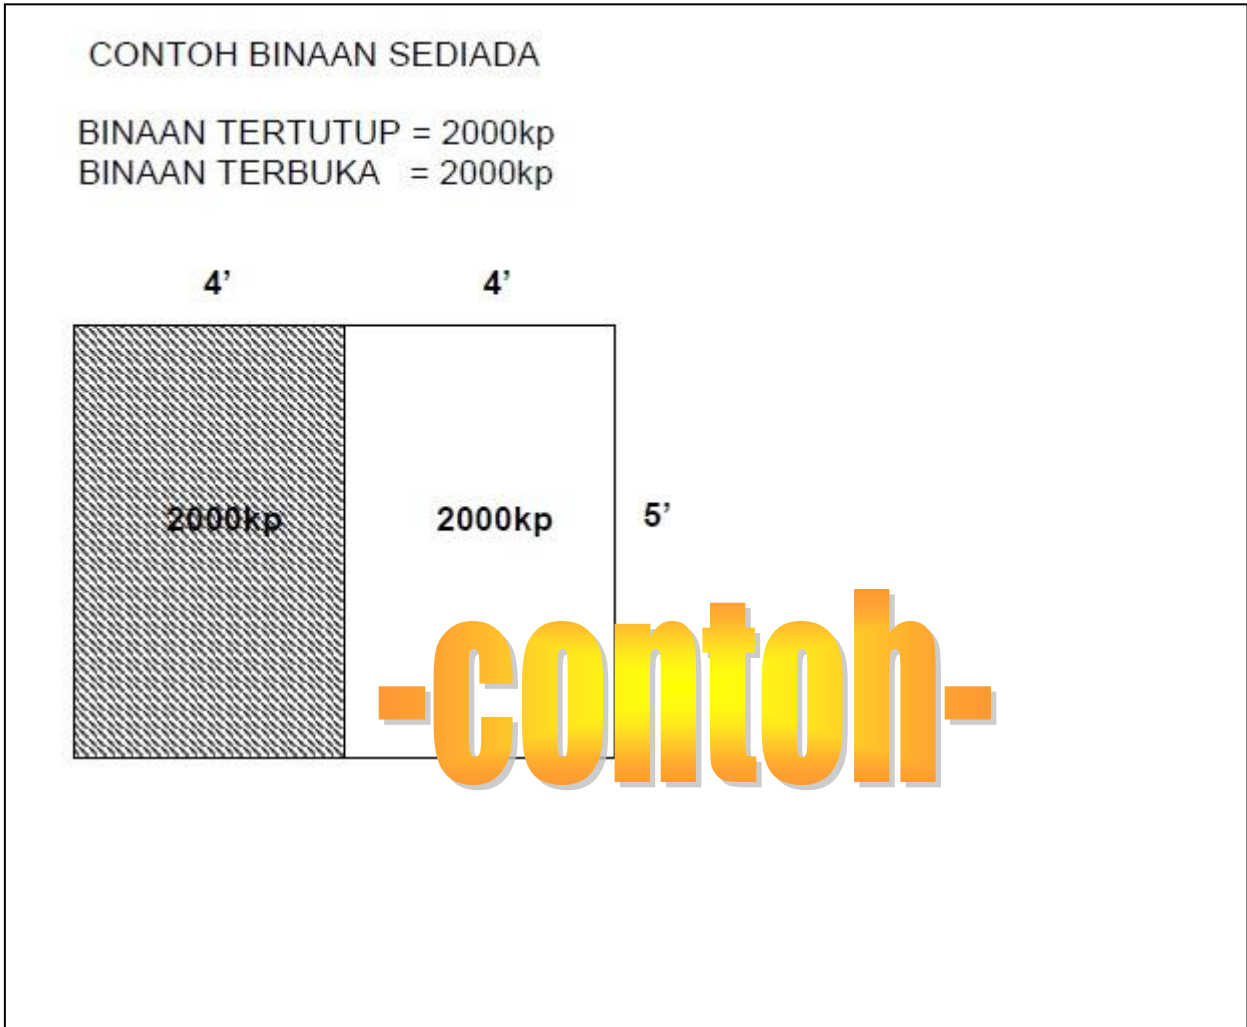 CONTOH BINAAN SEDIADA
BINAAN TERTUTUP = 2000kp
BINAAN TERBUKA = 2000kp
4’ 4’
2000kp 2000kp 5’
-contoh-